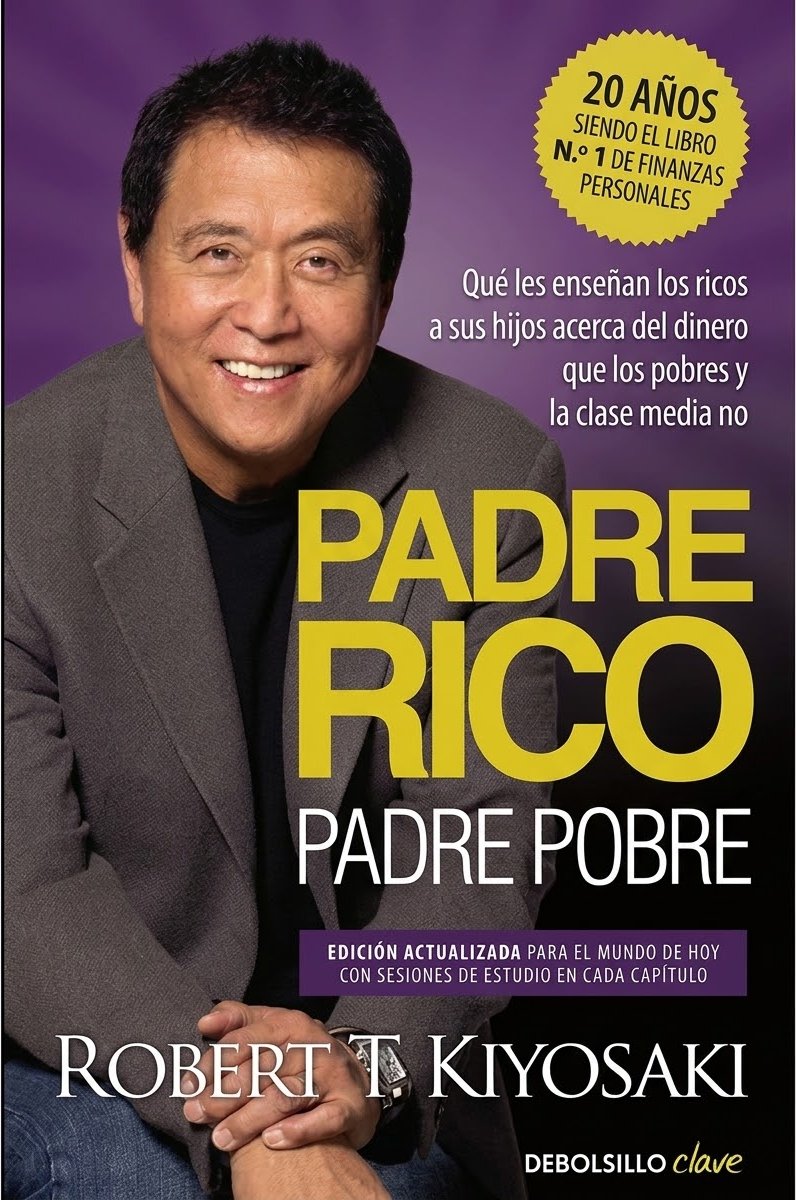 20 AÑOS
SIENDO EL LIBRO
N.º 1 DE FINANZAS
PERSONALES
Qué les enseñan los ricos
a sus hijos acerca del dinero
que los pobres y
la clase media no
PADRE
RICO
PADRE POBRE
EDICIÓN ACTUALIZADA PARA EL MUNDO DE HOY
CON SESIONES DE ESTUDIO EN CADA CAPÍTULO
ROBERT T KIYOSAKI
DEBOLSILLO clave